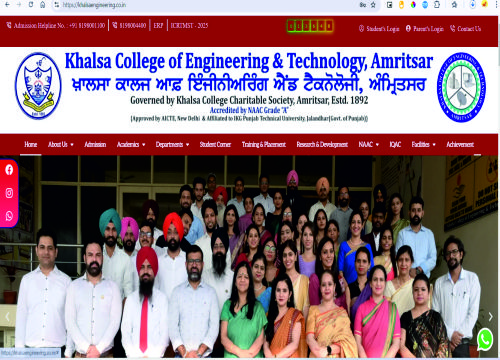 https://khalsaengineering.co.in
Admission Helpline No. : +91 8198001100 8198004400 ERP ICRTMST - 2025
Student's Login Parent's Login Contact Us
Khalsa College of Engineering & Technology, Amritsar
ਖ਼ਾਲਸਾ ਕਾਲਜ ਆਫ਼ ਇੰਜੀਨੀਅਰਿੰਗ ਐਂਡ ਟੈਕਨੋਲੋਜੀ, ਅੰਮ੍ਰਿਤਸਰ
Governed by Khalsa College Charitable Society, Amritsar, Estd. 1892
Accredited by NAAC Grade "A"
(Approved by AICTE, New Delhi & Affiliated to IKG Punjab Technical University, Jalandhar(Govt. of Punjab))
Home About Us Admission Academics Departments Student Corner Training & Placement Research & Development NAAC IQAC Facilities Achievement
https://khalsaengineering.co.in/#